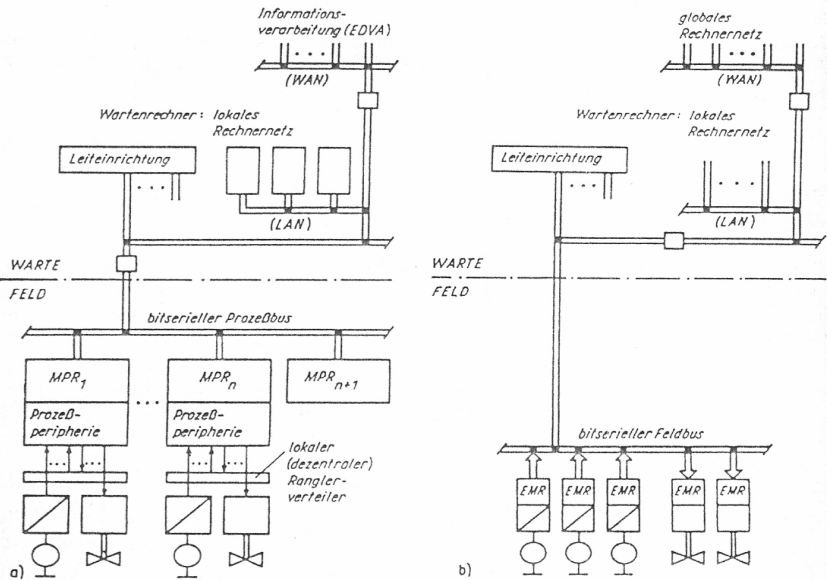 Informations-
verarbeitung (EDVA)
(WAN)
Wartenrechner: lokales
Rechnernetz
Leiteinrichtung
(LAN)
WARTE
FELD
bitserieller Prozeßbus
MPR1
MPRn
MPRn+1
Prozeß-
peripherie
Prozeß-
peripherie
lokaler
(dezentraler)
Rangier-
verteiler
a)
globales
Rechnernetz
(WAN)
Wartenrechner: lokales
Rechnernetz
Leiteinrichtung
(LAN)
WARTE
FELD
bitserieller Feldbus
EMR
EMR
EMR
EMR
EMR
b)